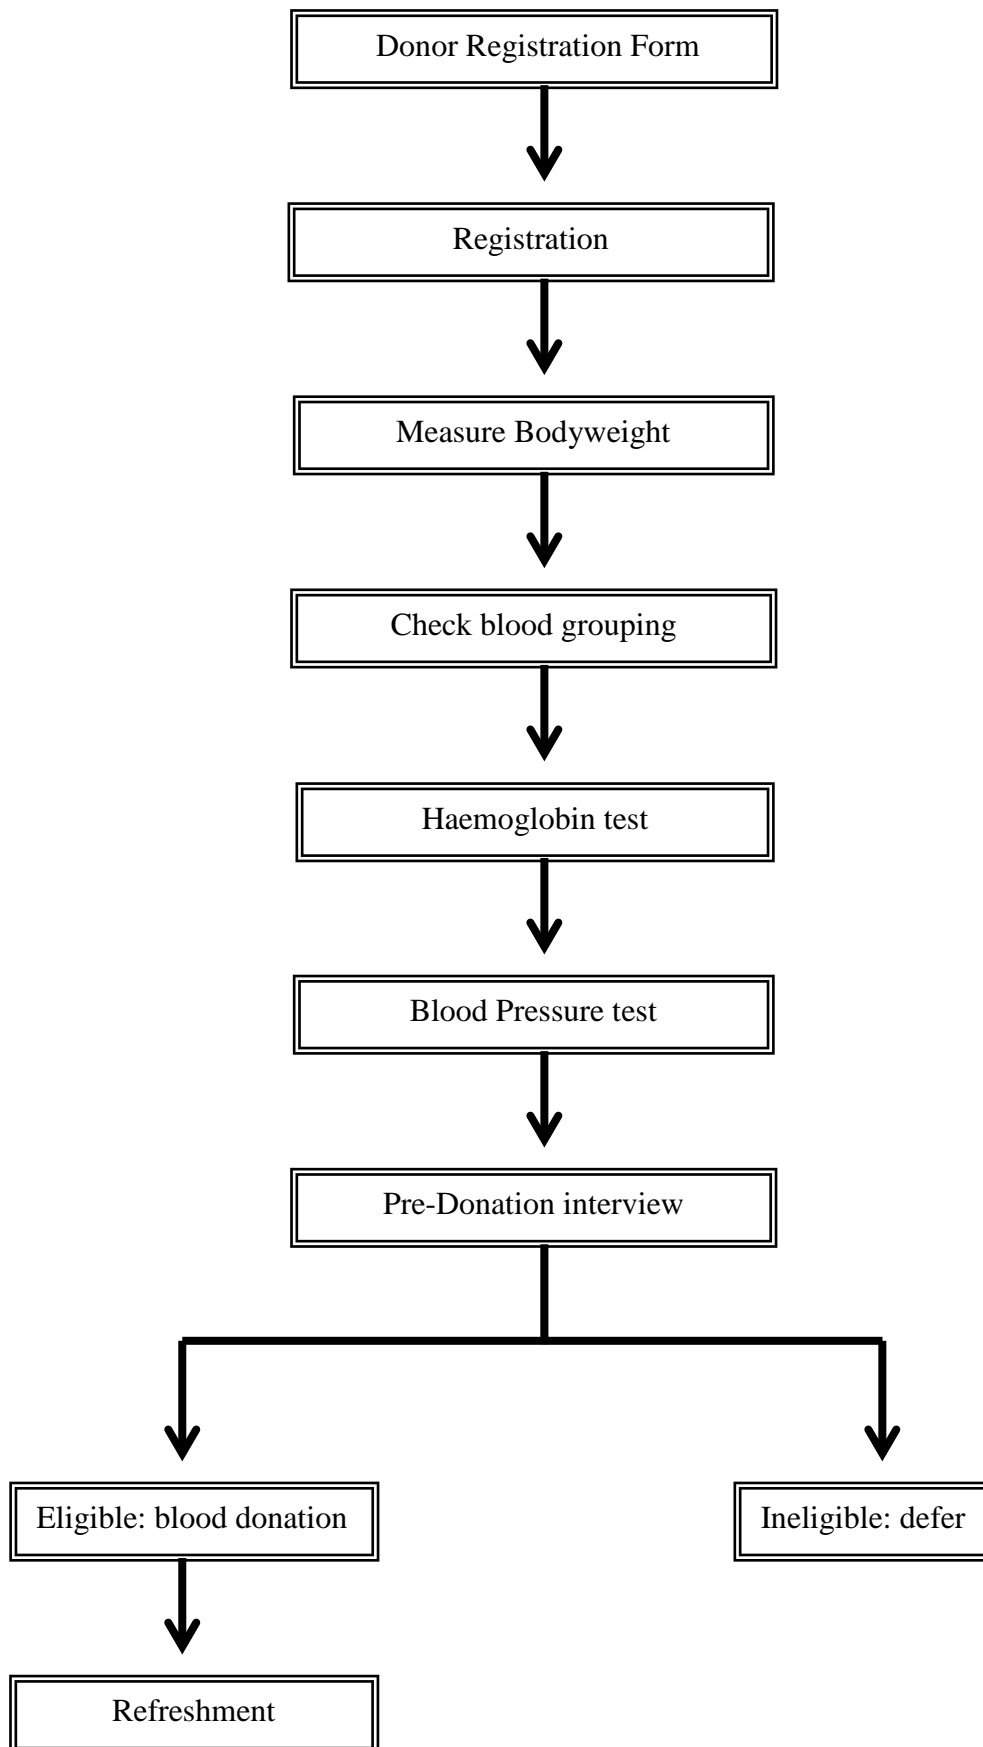 Donor Registration Form
Registration
Measure Bodyweight
Check blood grouping
Haemoglobin test
Blood Pressure test
Pre-Donation interview
Eligible: blood donation
Ineligible: defer
Refreshment